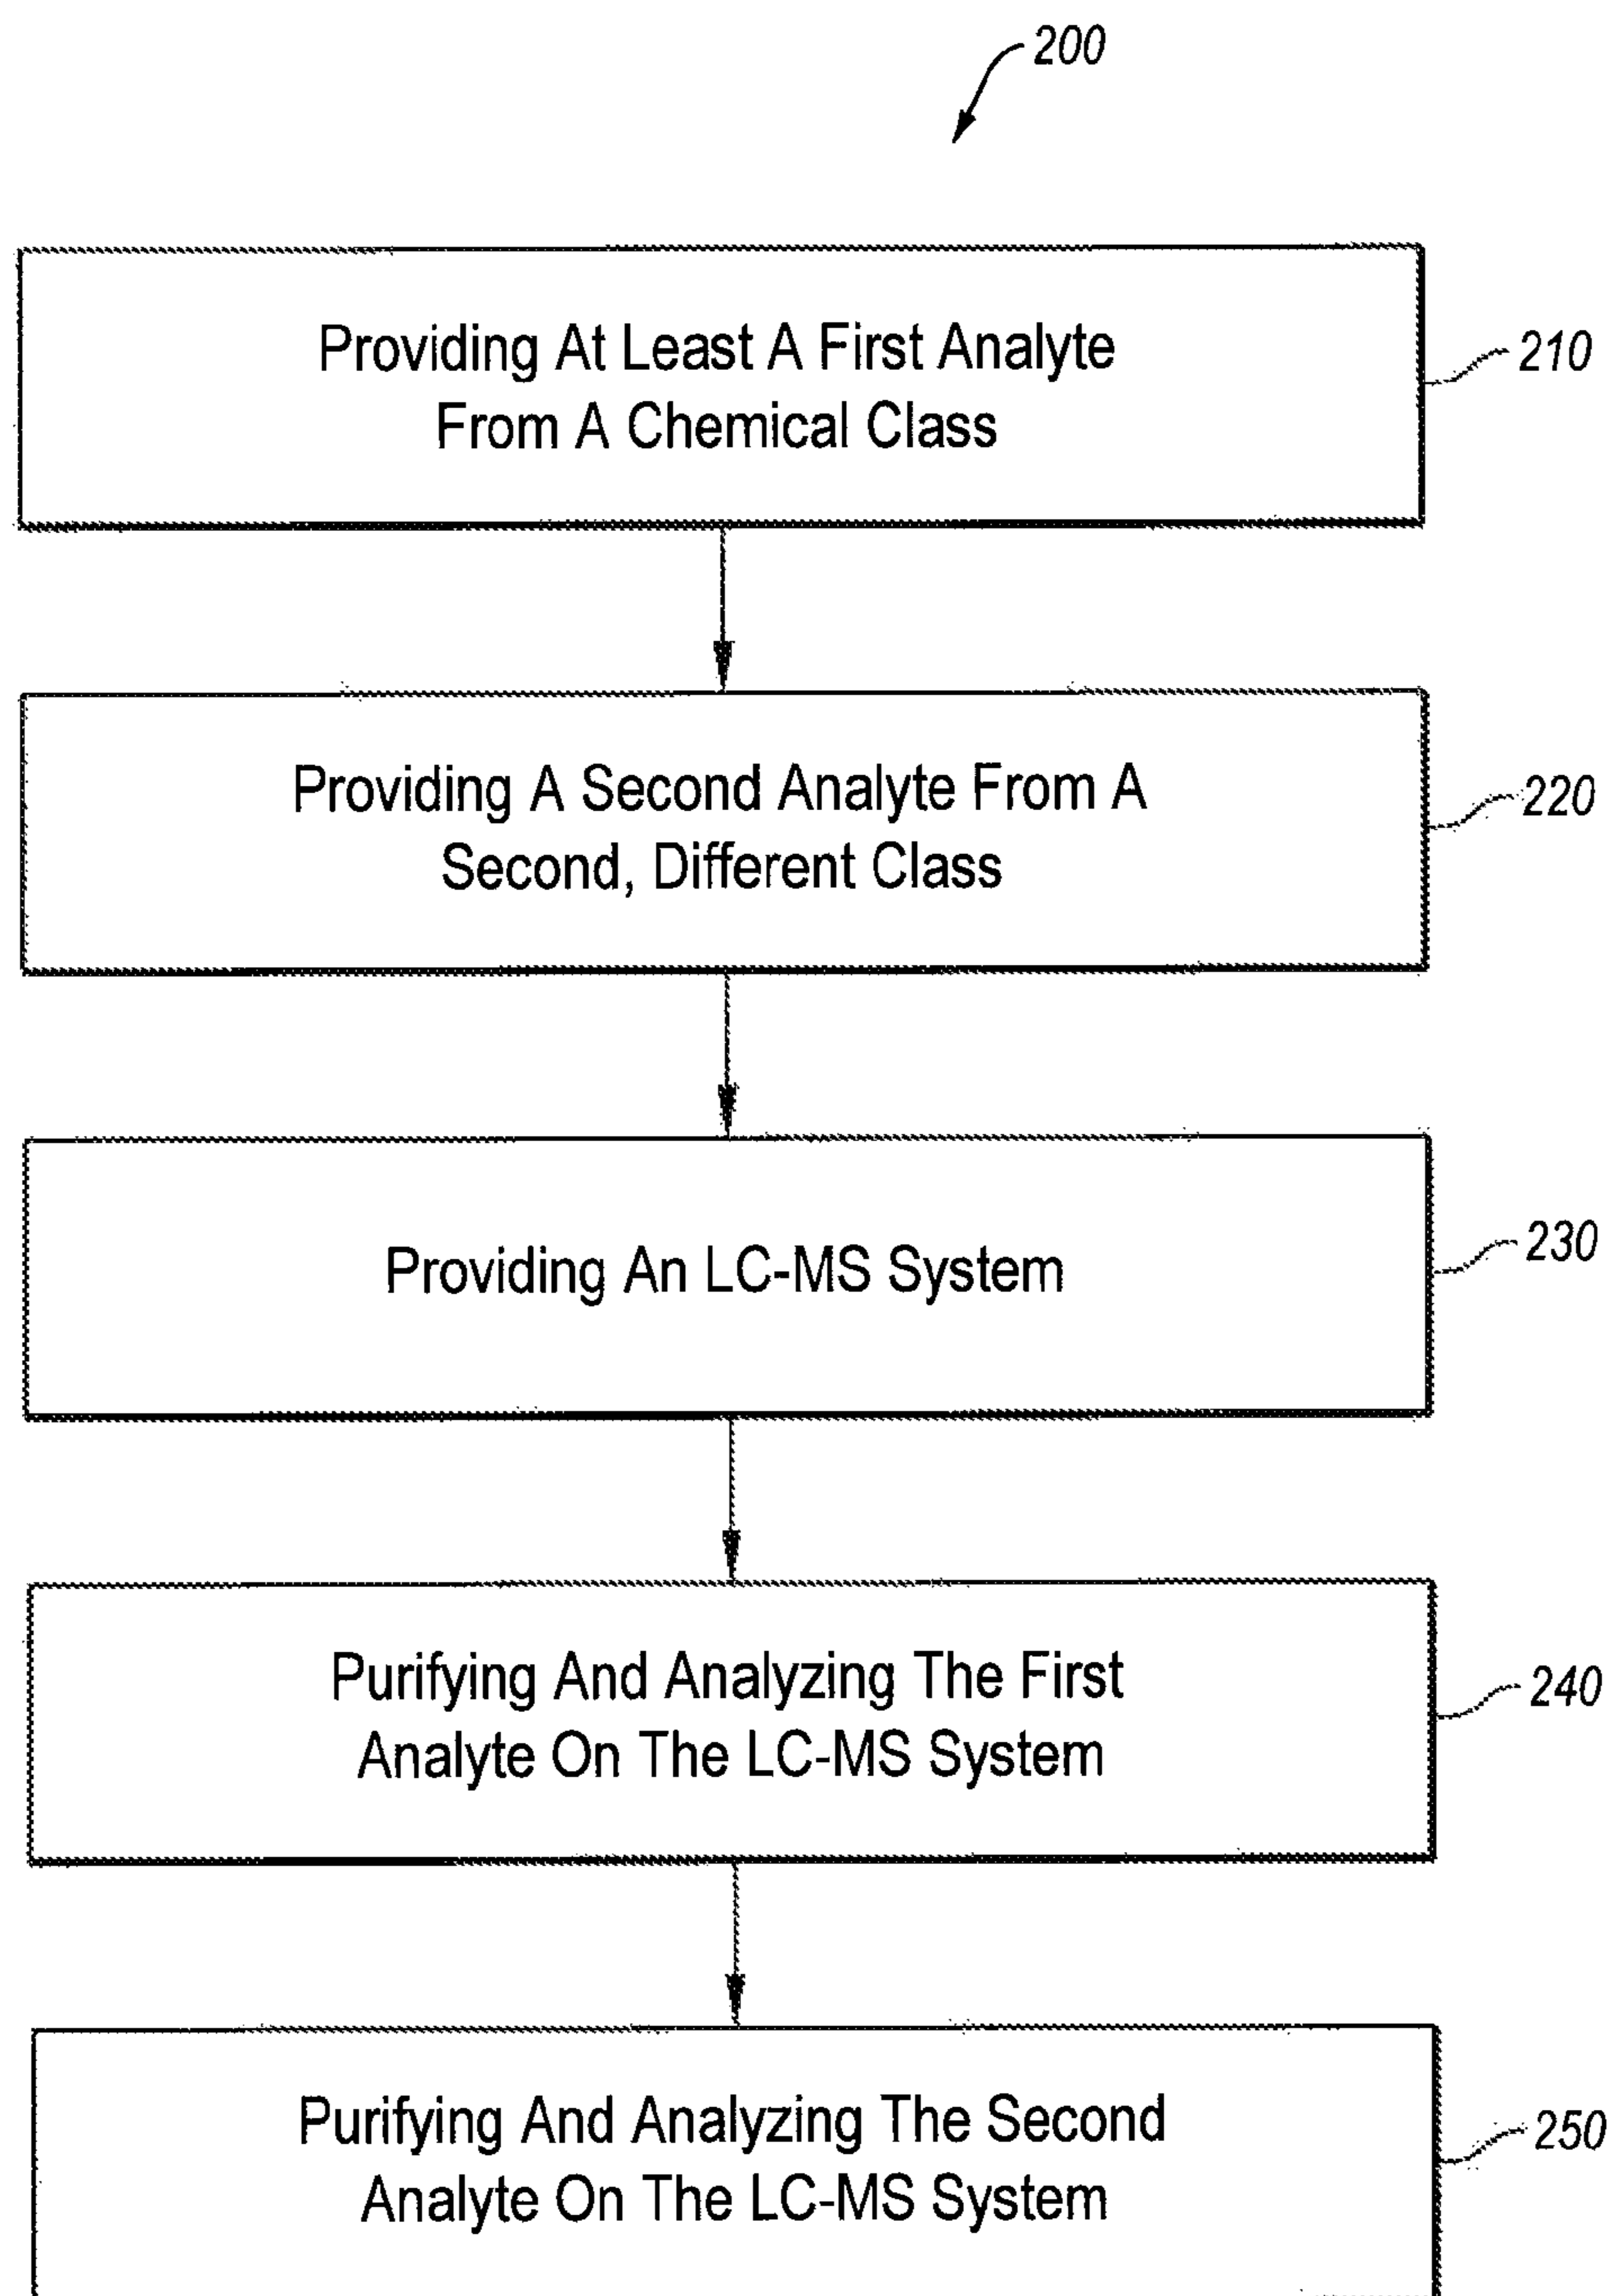 200
Providing At Least A First Analyte
From A Chemical Class
210
Providing A Second Analyte From A
Second, Different Class
220
Providing An LC-MS System
230
Purifying And Analyzing The First
Analyte On The LC-MS System
240
Purifying And Analyzing The Second
Analyte On The LC-MS System
250